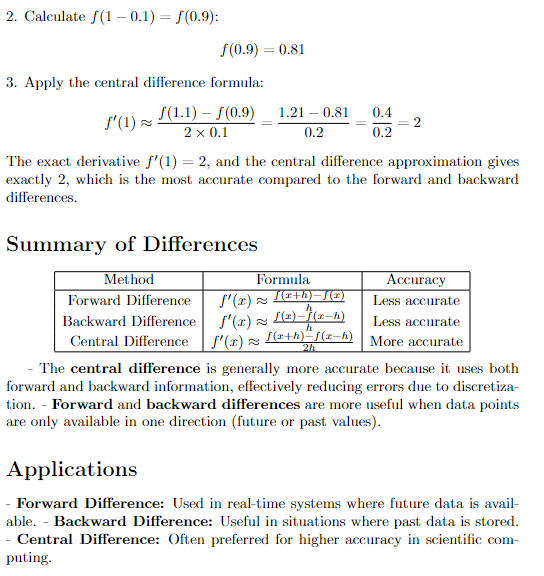 2. Calculate f(1 − 0.1) = f(0.9):
f(0.9) = 0.81
3. Apply the central difference formula:
f′(1) ≈ \frac{f(1.1) − f(0.9)}{2 × 0.1} = \frac{1.21 − 0.81}{0.2} = \frac{0.4}{0.2} = 2
The exact derivative f′(1) = 2, and the central difference approximation gives
exactly 2, which is the most accurate compared to the forward and backward
differences.
Summary of Differences
Method Formula Accuracy
Forward Difference f′(x) ≈ \frac{f(x+h)−f(x)}{h} Less accurate
Backward Difference f′(x) ≈ \frac{f(x)−f(x−h)}{h} Less accurate
Central Difference f′(x) ≈ \frac{f(x+h)−f(x−h)}{2h} More accurate
- The central difference is generally more accurate because it uses both
forward and backward information, effectively reducing errors due to discretiza-
tion. - Forward and backward differences are more useful when data points
are only available in one direction (future or past values).
Applications
- Forward Difference: Used in real-time systems where future data is avail-
able. - Backward Difference: Useful in situations where past data is stored.
- Central Difference: Often preferred for higher accuracy in scientific com-
puting.